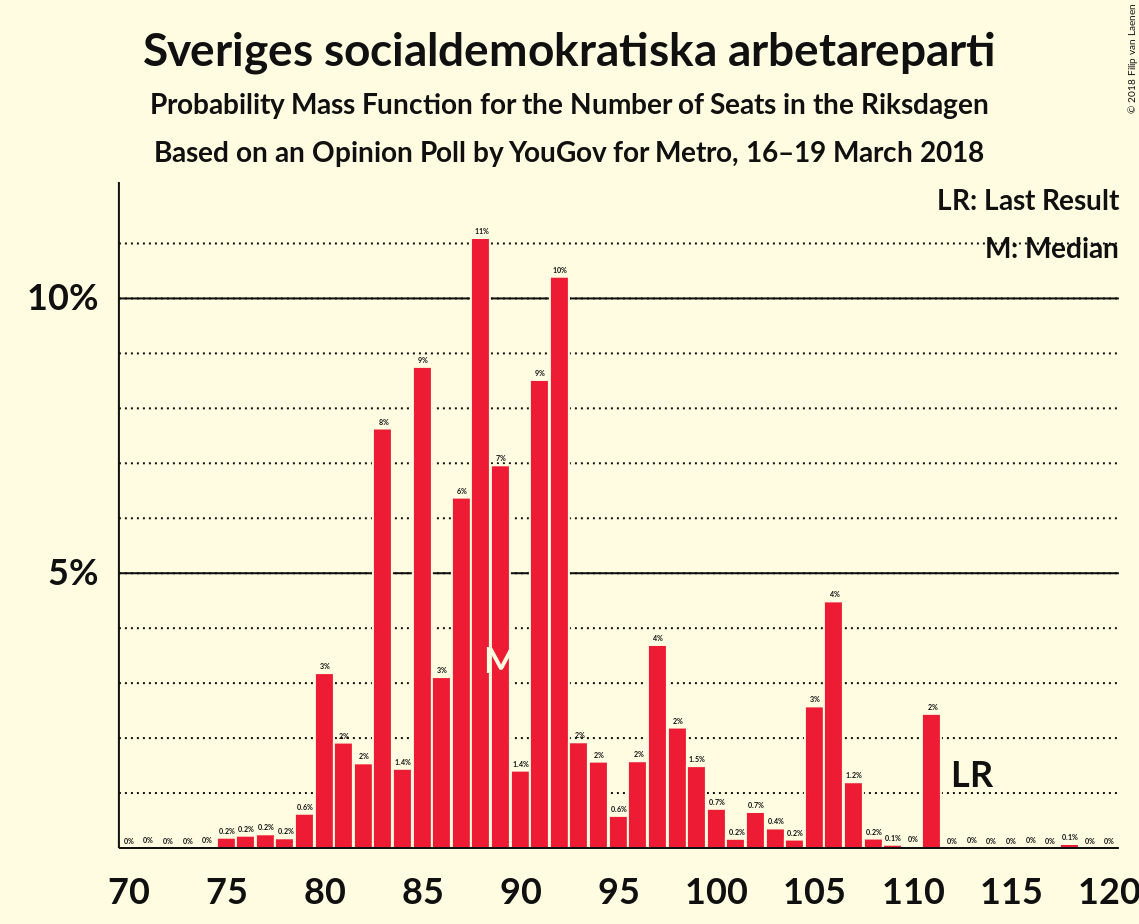 Sveriges socialdemokratiska arbetareparti
Probability Mass Function for the Number of Seats in the Riksdagen
Based on an Opinion Poll by YouGov for Metro, 16–19 March 2018
© 2018 Filip van Laenen
LR: Last Result
M: Median
10%
5%
0% 0% 0% 0% 0% 0.2% 0.2% 0.2% 0.2% 0.6% 3% 2% 2% 8% 1.4% 9% 3% 6% 11% 7% 1.4% 9% 10% 2% 2% 0.6% 2% 4% 2% 1.5% 0.7% 0.2% 0.7% 0.4% 0.2% 3% 4% 1.2% 0.2% 0.1% 0% 2% 0% 0% 0% 0% 0% 0% 0.1% 0% 0%
M
LR
70 75 80 85 90 95 100 105 110 115 120